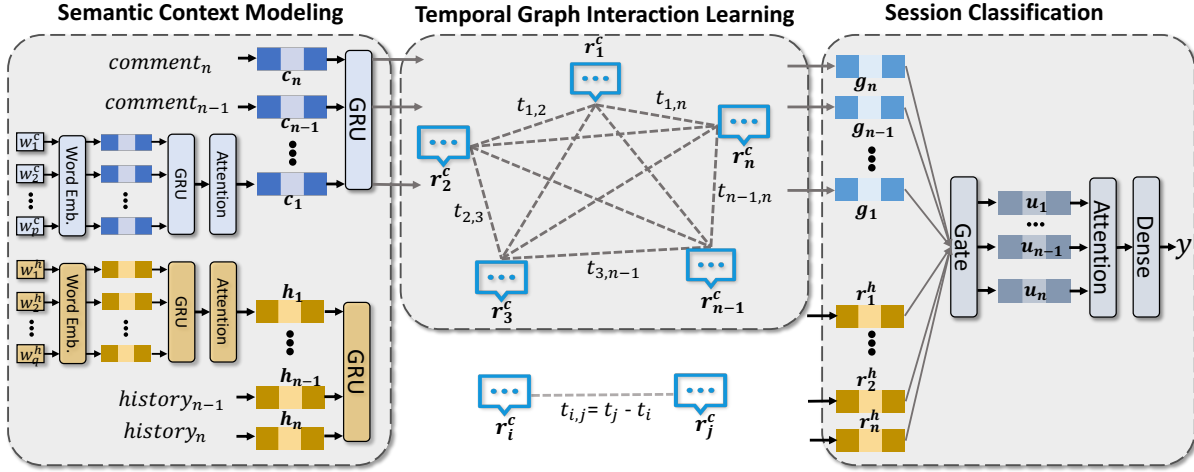 Semantic Context Modeling
Temporal Graph Interaction Learning
Session Classification
comment_n
c_n
comment_{n-1}
c_{n-1}
c_1
GRU
w_1^c
w_2^c
w_p^c
Word Emb.
GRU
Attention
w_1^h
w_2^h
w_q^h
Word Emb.
GRU
Attention
h_1
h_{n-1}
h_n
GRU
history_{n-1}
history_n
r_1^c
r_2^c
r_3^c
r_{n-1}^c
r_n^c
t_{1,2}
t_{1,n}
t_{2,3}
t_{n-1,n}
t_{3,n-1}
r_i^c
t_{i,j}= t_j - t_i
r_j^c
g_n
g_{n-1}
g_1
r_1^h
r_2^h
r_n^h
Gate
u_1
u_{n-1}
u_n
Attention
Dense
y